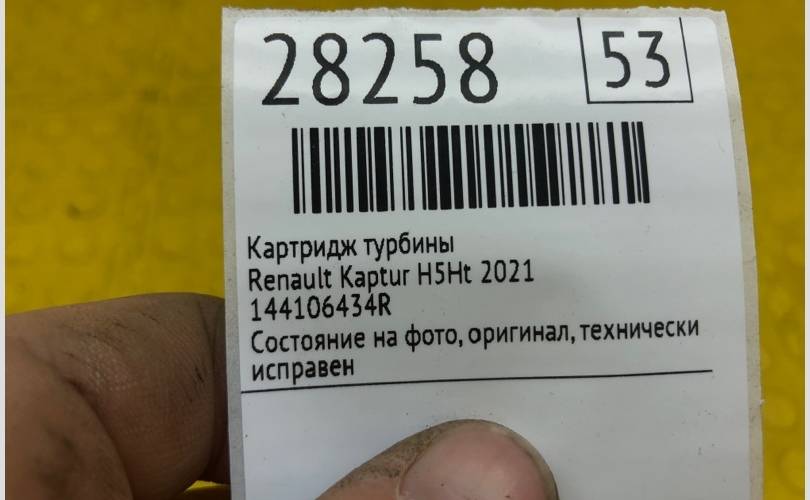 28258
53
Картридж турбины
Renault Kaptur H5Ht 2021
144106434R
Состояние на фото, оригинал, технически
исправен